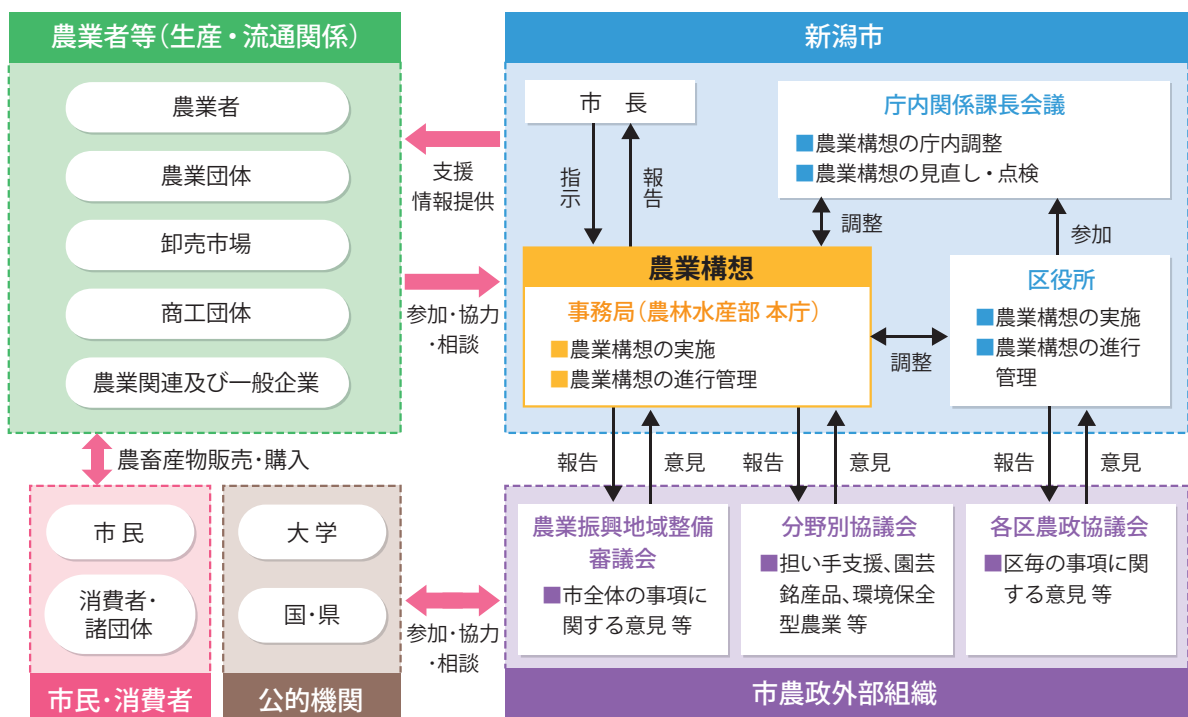 農業者等（生産・流通関係）
農業者
農業団体
卸売市場
商工団体
農業関連及び一般企業
支援
情報提供
参加・協力
・相談
新潟市
市　長
指示
報告
庁内関係課長会議
■農業構想の庁内調整
■農業構想の見直し・点検
調整
参加
農業構想
事務局（農林水産部 本庁）
■農業構想の実施
■農業構想の進行管理
調整
区役所
■農業構想の実施
■農業構想の進行
管理
農畜産物販売・購入
報告
意見
報告
意見
報告
意見
市 民
消費者・
諸団体
市民・消費者
大 学
国・県
公的機関
参加・協力
・相談
農業振興地域整備
審議会
■市全体の事項に
関する意見 等
分野別協議会
■担い手支援、園芸
銘産品、環境保全
型農業 等
各区農政協議会
■区毎の事項に関
する意見 等
市農政外部組織